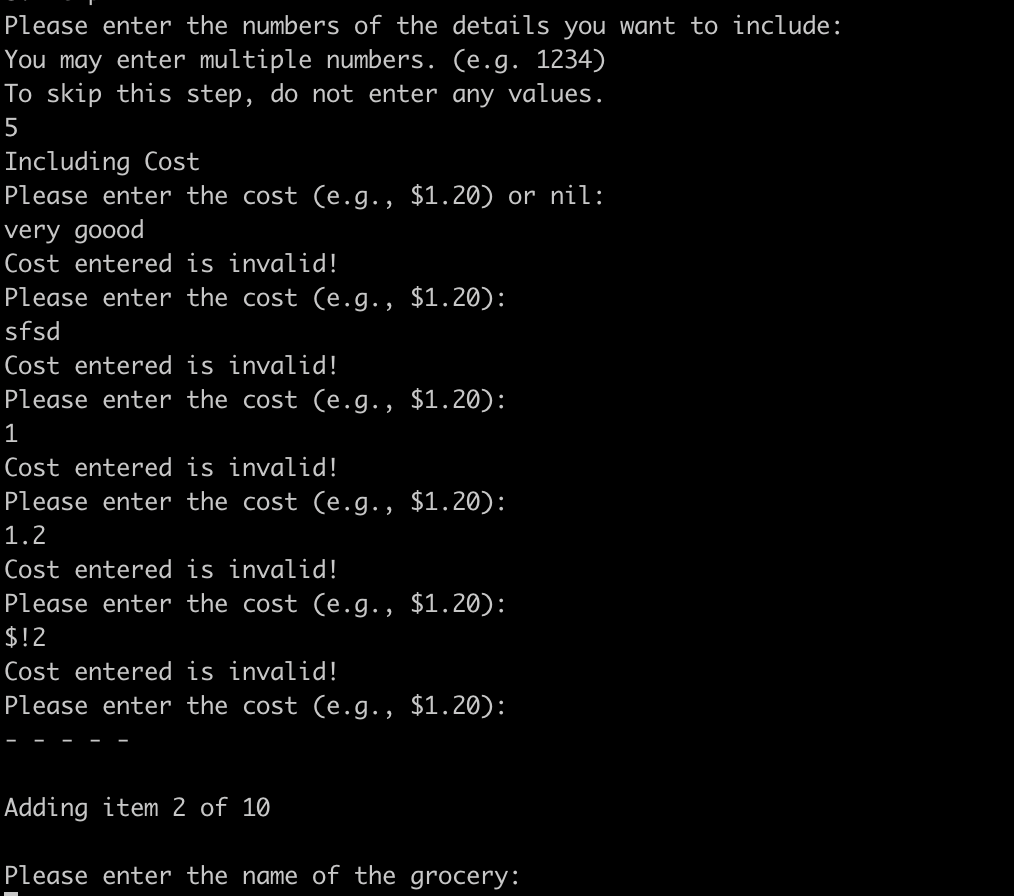 Please enter the numbers of the details you want to include:
You may enter multiple numbers. (e.g. 1234)
To skip this step, do not enter any values.
5
Including Cost
Please enter the cost (e.g., $1.20) or nil:
very goood
Cost entered is invalid!
Please enter the cost (e.g., $1.20):
sfsd
Cost entered is invalid!
Please enter the cost (e.g., $1.20):
1
Cost entered is invalid!
Please enter the cost (e.g., $1.20):
1.2
Cost entered is invalid!
Please enter the cost (e.g., $1.20):
$!2
Cost entered is invalid!
Please enter the cost (e.g., $1.20):
- - - - -
Adding item 2 of 10
Please enter the name of the grocery: